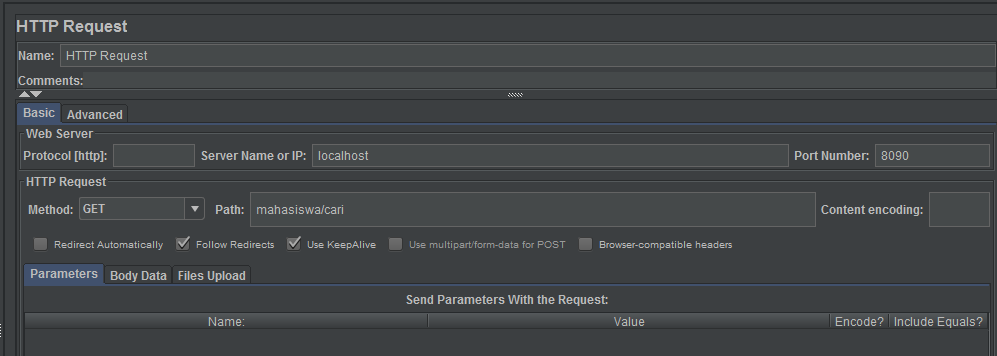 HTTP Request
Name: HTTP Request
Comments:
Basic Advanced
Web Server
Protocol [http]: Server Name or IP: localhost Port Number: 8090
HTTP Request
Method: GET Path: mahasiswa/cari Content encoding:
Redirect Automatically Follow Redirects Use KeepAlive Use multipart/form-data for POST Browser-compatible headers
Parameters Body Data Files Upload
Send Parameters With the Request:
Name: Value Encode? Include Equals?